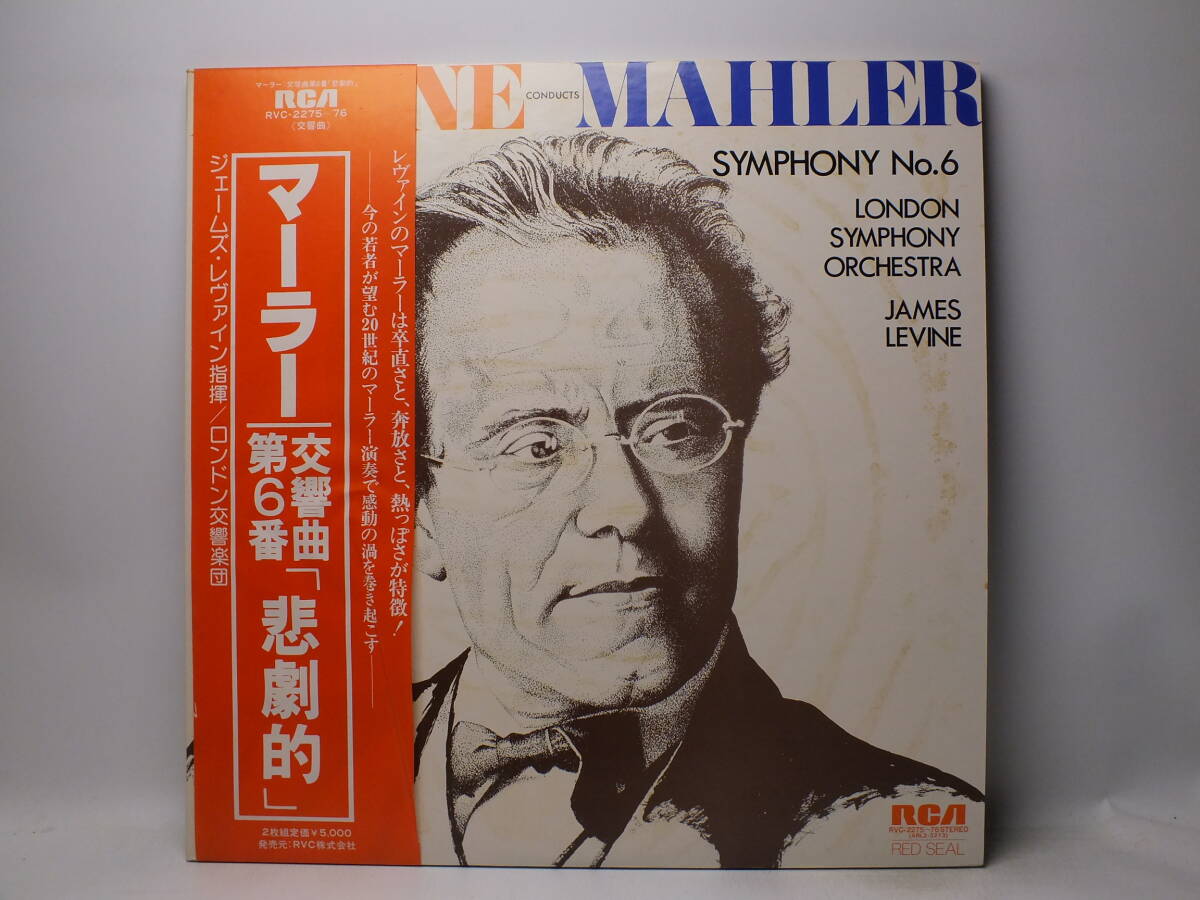 マーラー：交響曲第6番「悲劇的」
RCA
RVC-2275〜76
（交響曲）
レヴァインのマーラーは卒直さと、奔放さと、熱っぽさが特徴！
——今の若者が望む20世紀のマーラー演奏で感動の渦を巻き起こす——
マーラー
交響曲
第6番
「悲劇的」
ジェームズ・レヴァイン指揮／ロンドン交響楽団
2枚組定価￥5,000
発売元：RVC株式会社
NE CONDUCTS MAHLER
SYMPHONY No.6
LONDON
SYMPHONY
ORCHESTRA
JAMES
LEVINE
RCA
RVC-2275〜76 STEREO
(ARL2-3213)
RED SEAL